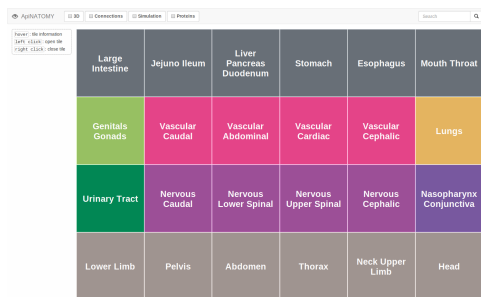 ApiNATOMY
3D
Connections
Simulation
Proteins
Search
hover: tile information
left click: open tile
right click: close tile
Large
Intestine
Jejuno Ileum
Liver
Pancreas
Duodenum
Stomach
Esophagus
Mouth Throat
Genitals
Gonads
Vascular
Caudal
Vascular
Abdominal
Vascular
Cardiac
Vascular
Cephalic
Lungs
Urinary Tract
Nervous
Caudal
Nervous
Lower Spinal
Nervous
Upper Spinal
Nervous
Cephalic
Nasopharynx
Conjunctiva
Lower Limb
Pelvis
Abdomen
Thorax
Neck Upper
Limb
Head